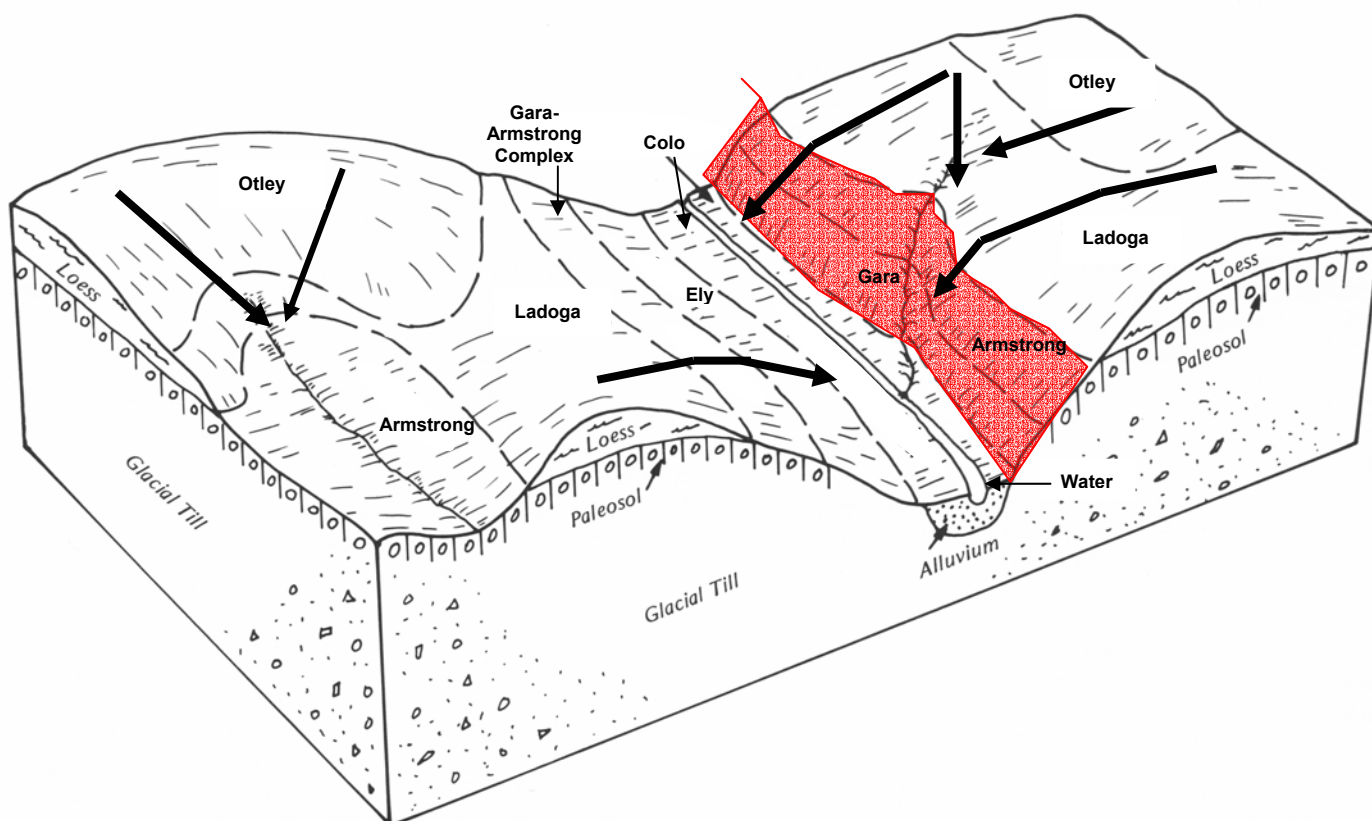 Otley
Gara-
Armstrong
Complex
Colo
Otley
Ladoga
Loess
Ely
Ladoga
Gara
Armstrong
Armstrong
Loess
Paleosol
Loess
Paleosol
Water
Glacial Till
Alluvium
Glacial Till